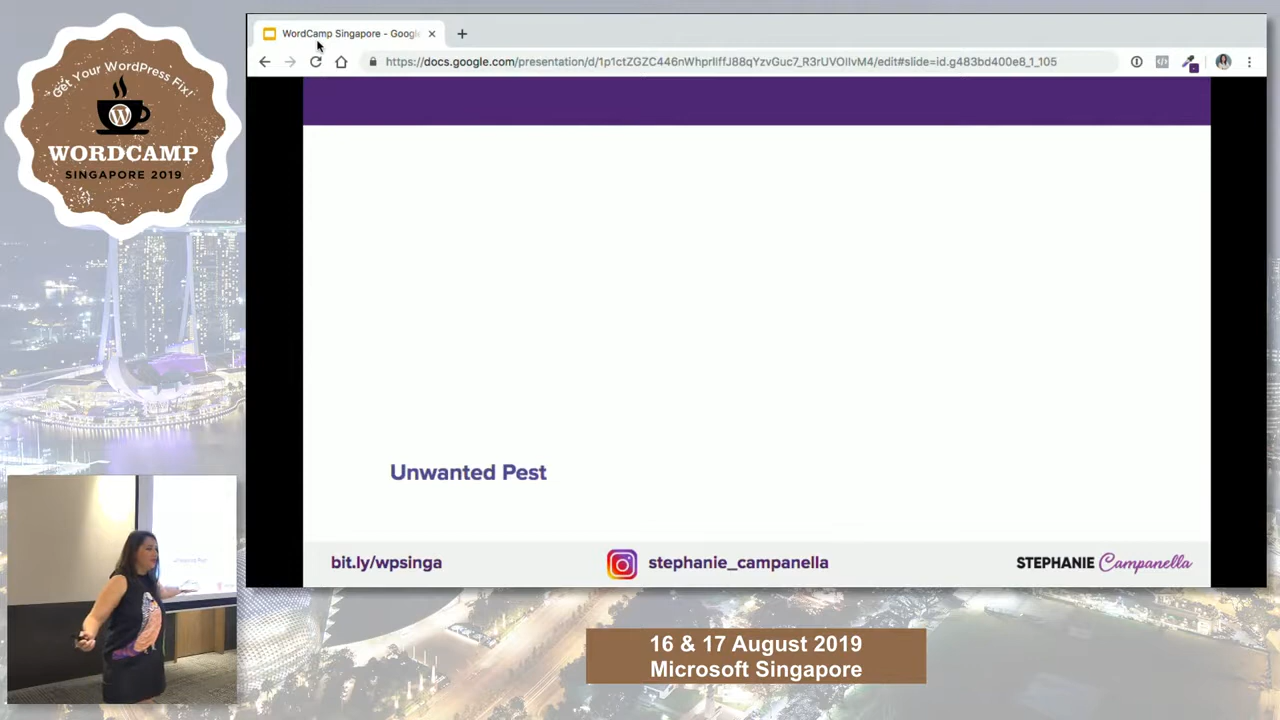 Get Your WordPress Fix!
WORDCAMP
SINGAPORE 2019
WordCamp Singapore - Googl
https://docs.google.com/presentation/d/1p1ctZGZC446nWhprIffJ88qYzvGuc7_R3rUVOlIvM4/edit#slide=id.g483bd400e8_1_105
Unwanted Pest
bit.ly/wpsinga
stephanie_campanella
STEPHANIE Campanella
16 & 17 August 2019
Microsoft Singapore